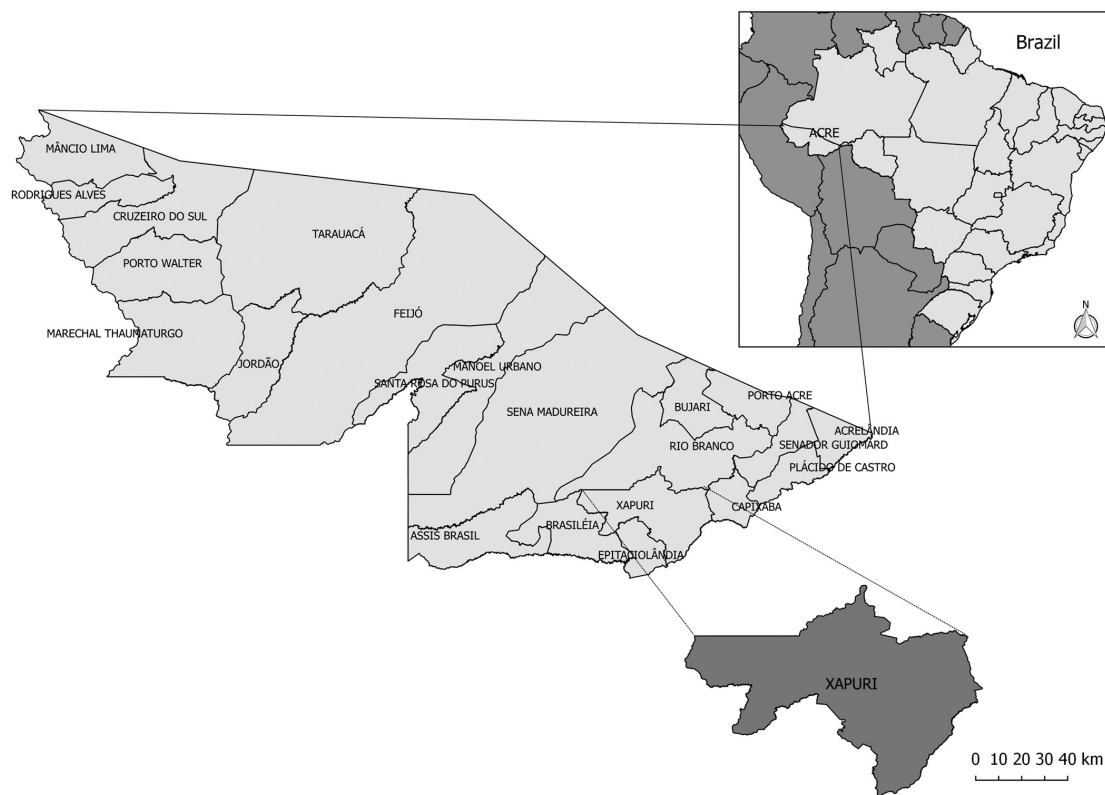 Brazil
ACRE
N
MÂNCIO LIMA
RODRIGUES ALVES
CRUZEIRO DO SUL
TARAUACÁ
PORTO WALTER
FEIJÓ
MARECHAL THAUMATURGO
JORDÃO
MANOEL URBANO
SANTA ROSA DO PURUS
SENA MADUREIRA
BUJARI
PORTO ACRE
ACRELÂNDIA
RIO BRANCO
SENADOR GUIOMARD
PLÁCIDO DE CASTRO
XAPURI
CAPIXABA
BRASILÉIA
ASSIS BRASIL
EPITACIOLÂNDIA
XAPURI
0 10 20 30 40 km